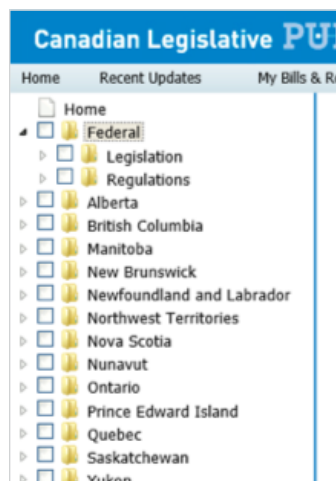 Canadian Legislative
Home Recent Updates My Bills &
Home
Federal
Legislation
Regulations
Alberta
British Columbia
Manitoba
New Brunswick
Newfoundland and Labrador
Northwest Territories
Nova Scotia
Nunavut
Ontario
Prince Edward Island
Quebec
Saskatchewan
Yukon